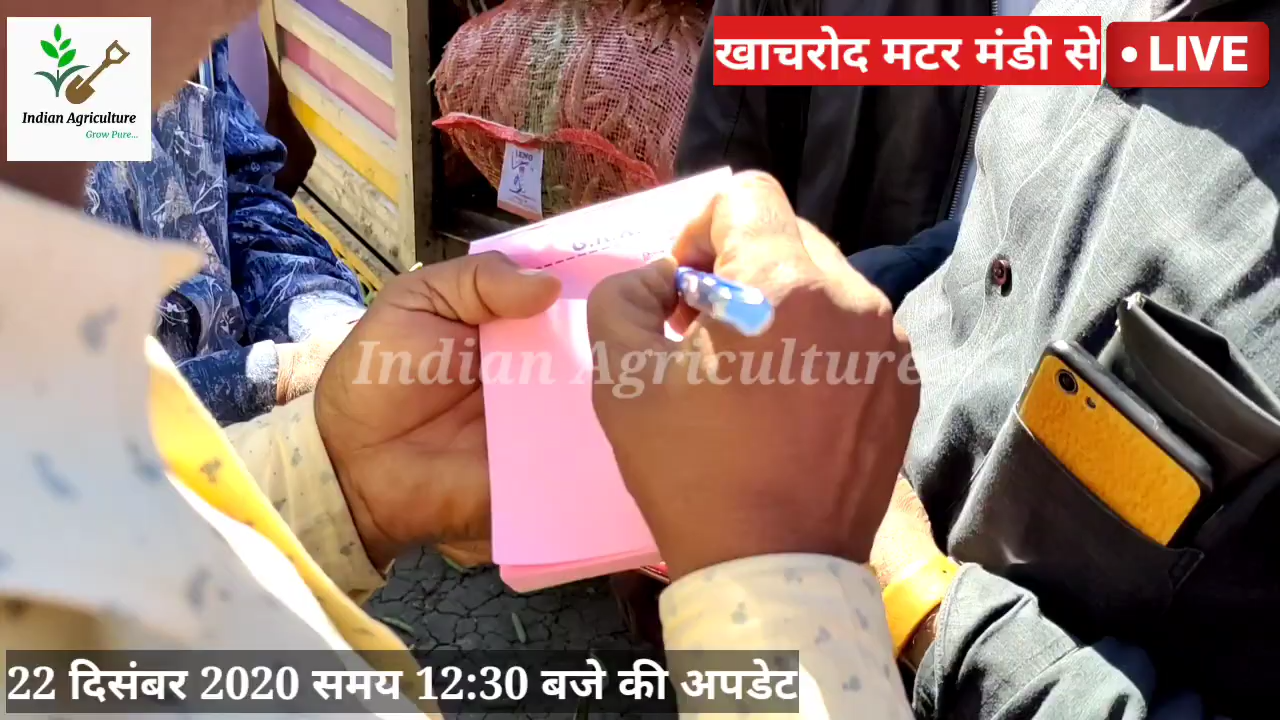 खाचरोद मटर मंडी से
• LIVE
Indian Agriculture
Grow Pure...
Indian Agriculture
22 दिसंबर 2020 समय 12:30 बजे की अपडेट